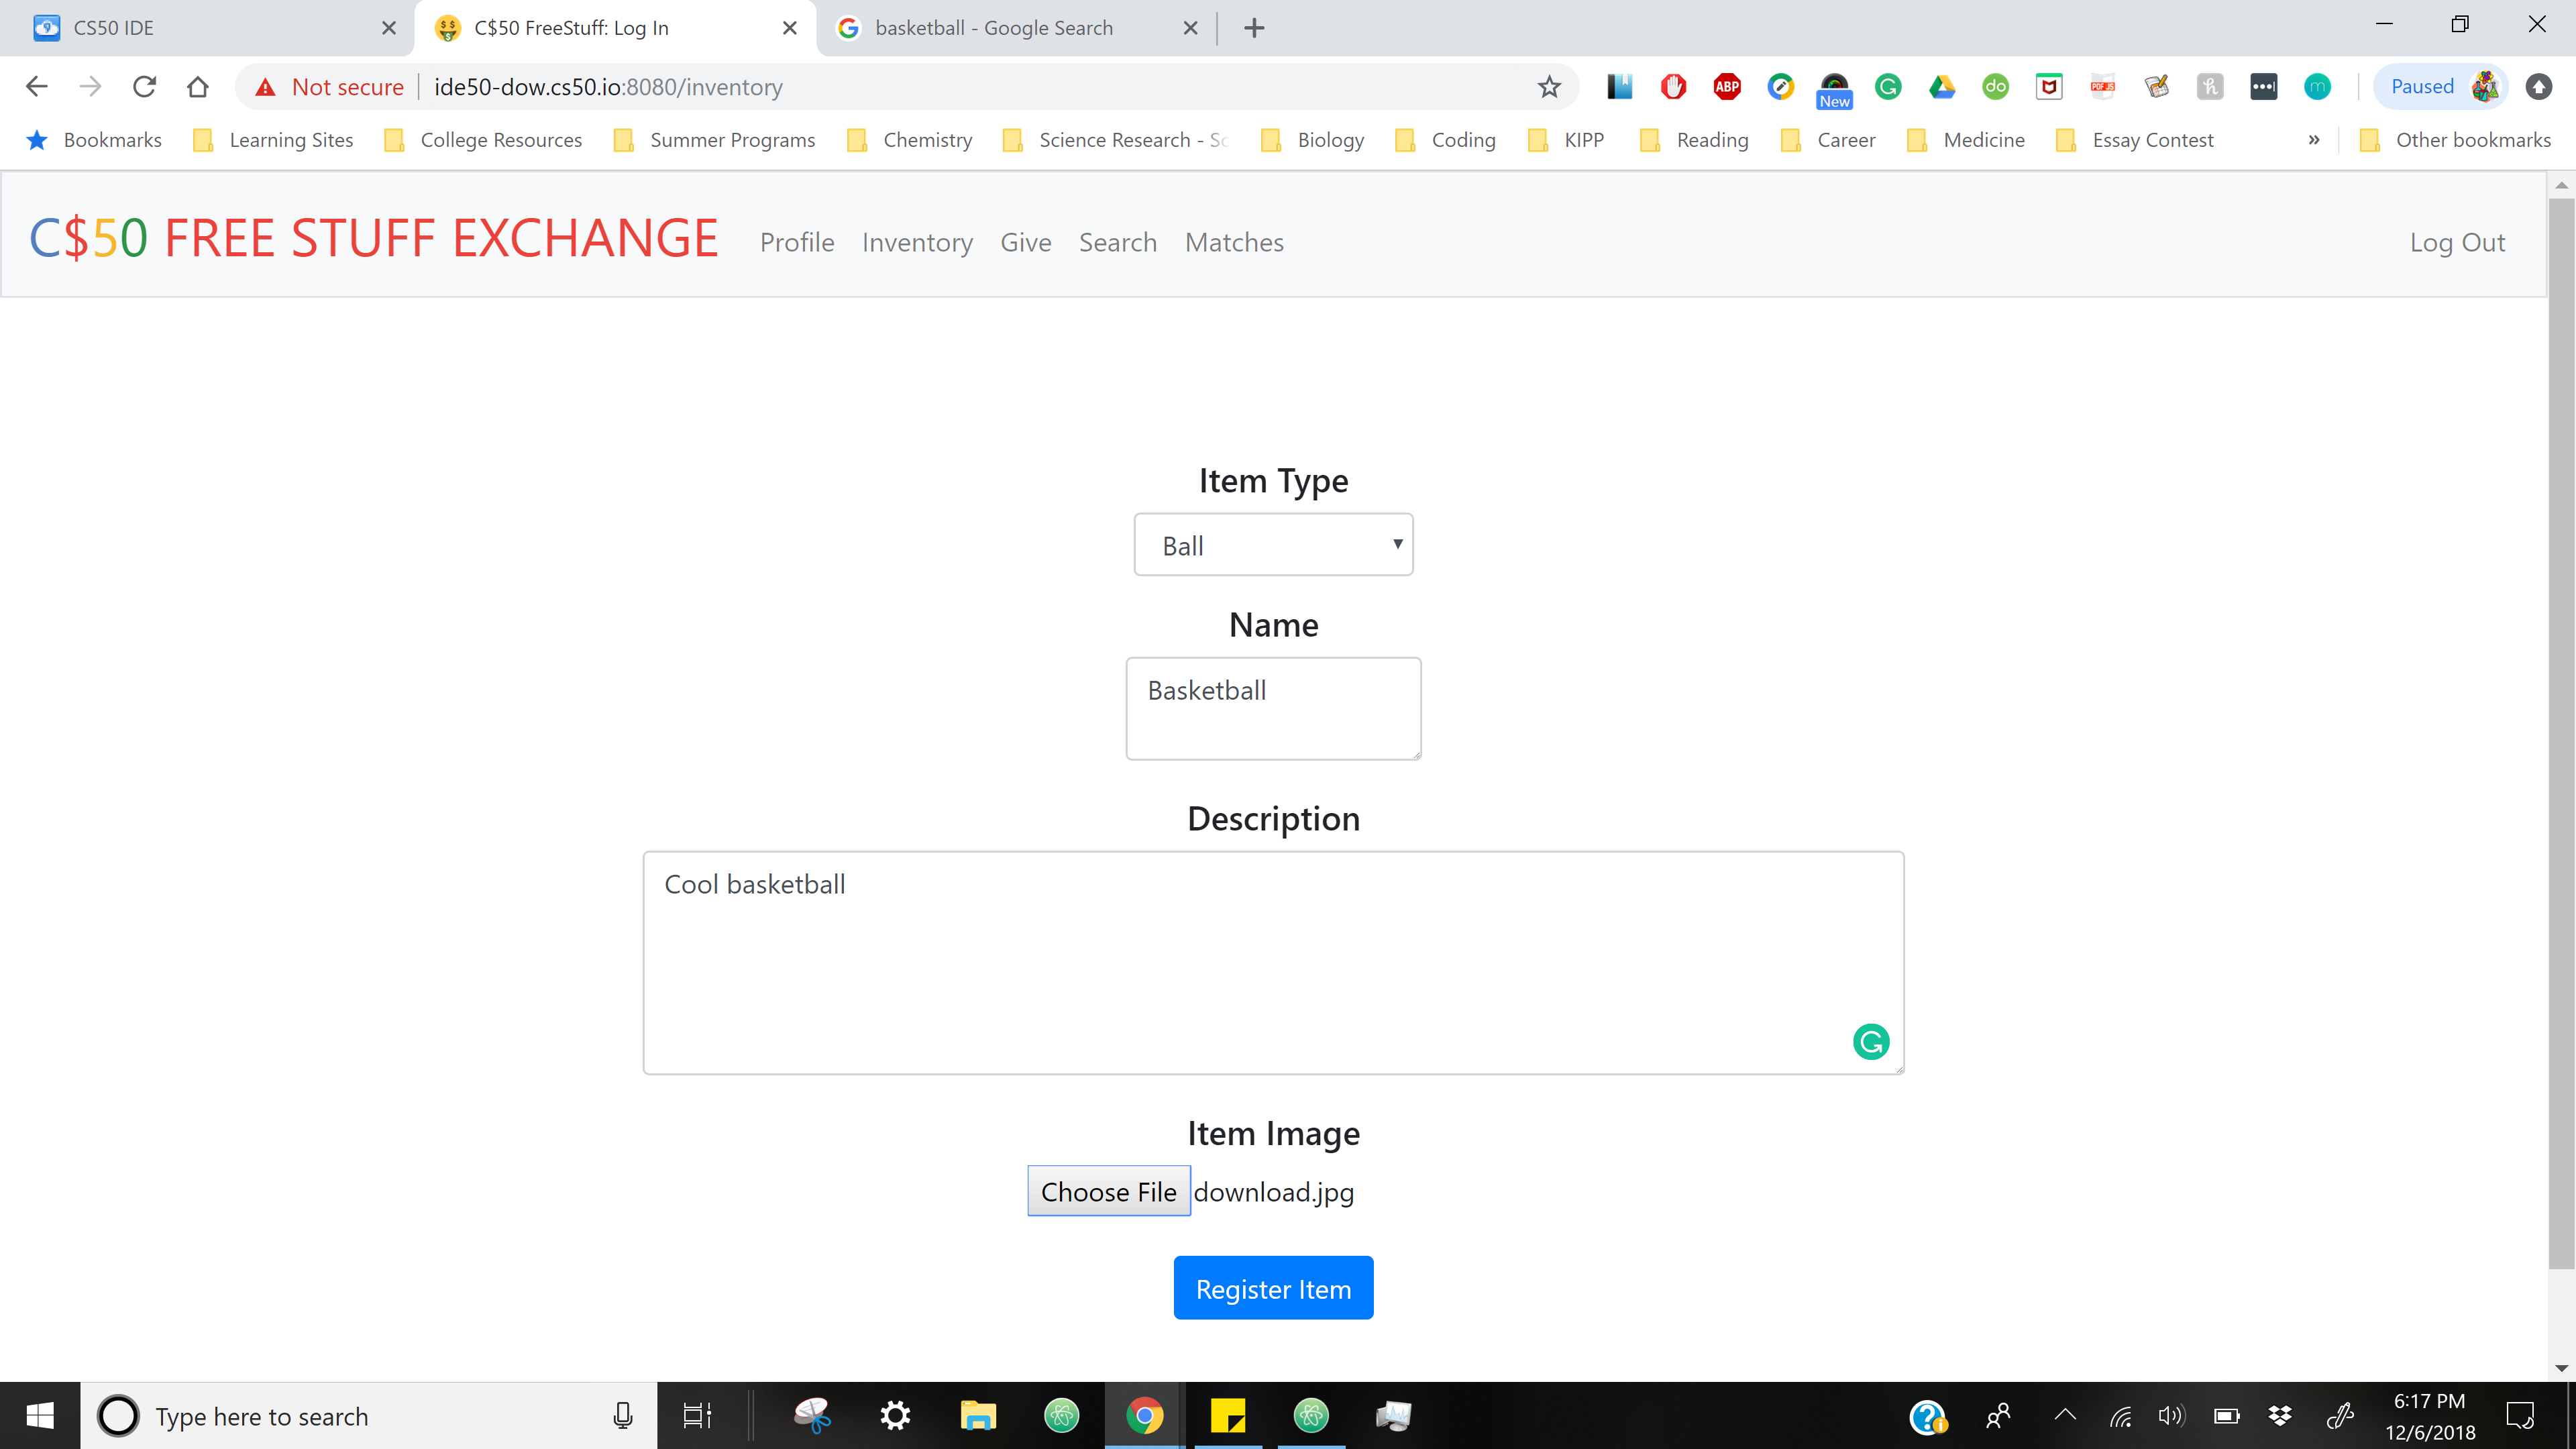 CS50 IDE
C$50 FreeStuff: Log In
basketball - Google Search
Not secure
ide50-dow.cs50.io:8080/inventory
ABP
New
do
PDF JS
m
Paused
Bookmarks
Learning Sites
College Resources
Summer Programs
Chemistry
Science Research - Sc
Biology
Coding
KIPP
Reading
Career
Medicine
Essay Contest
»
Other bookmarks
C$50 FREE STUFF EXCHANGE
Profile
Inventory
Give
Search
Matches
Log Out
Item Type
Ball
Name
Basketball
Description
Cool basketball
Item Image
Choose File download.jpg
Register Item
Type here to search
6:17 PM
12/6/2018